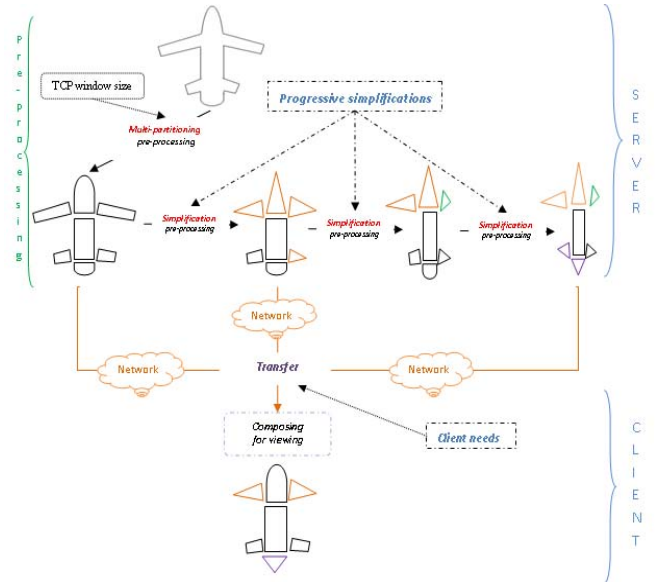 Pre-processing
TCP window size
Progressive simplifications
SERVER
Multi-partitioning
pre-processing
Simplification
pre-processing
Simplification
pre-processing
Simplification
pre-processing
Network
Network
Network
Transfer
Composing
for viewing
Client needs
CLIENT